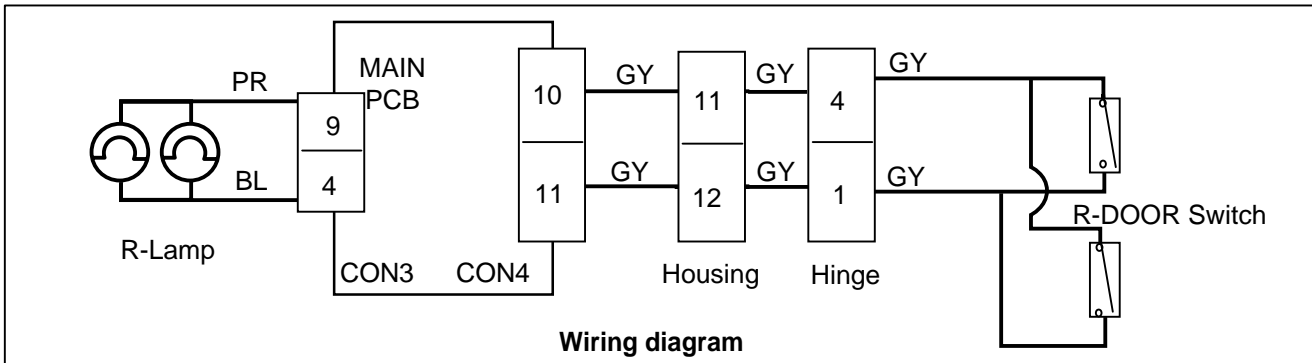 PR
MAIN
PCB
9
4
BL
R-Lamp
CON3
CON4
10
11
GY
GY
11
12
Housing
GY
GY
4
1
Hinge
GY
GY
R-DOOR Switch
Wiring diagram